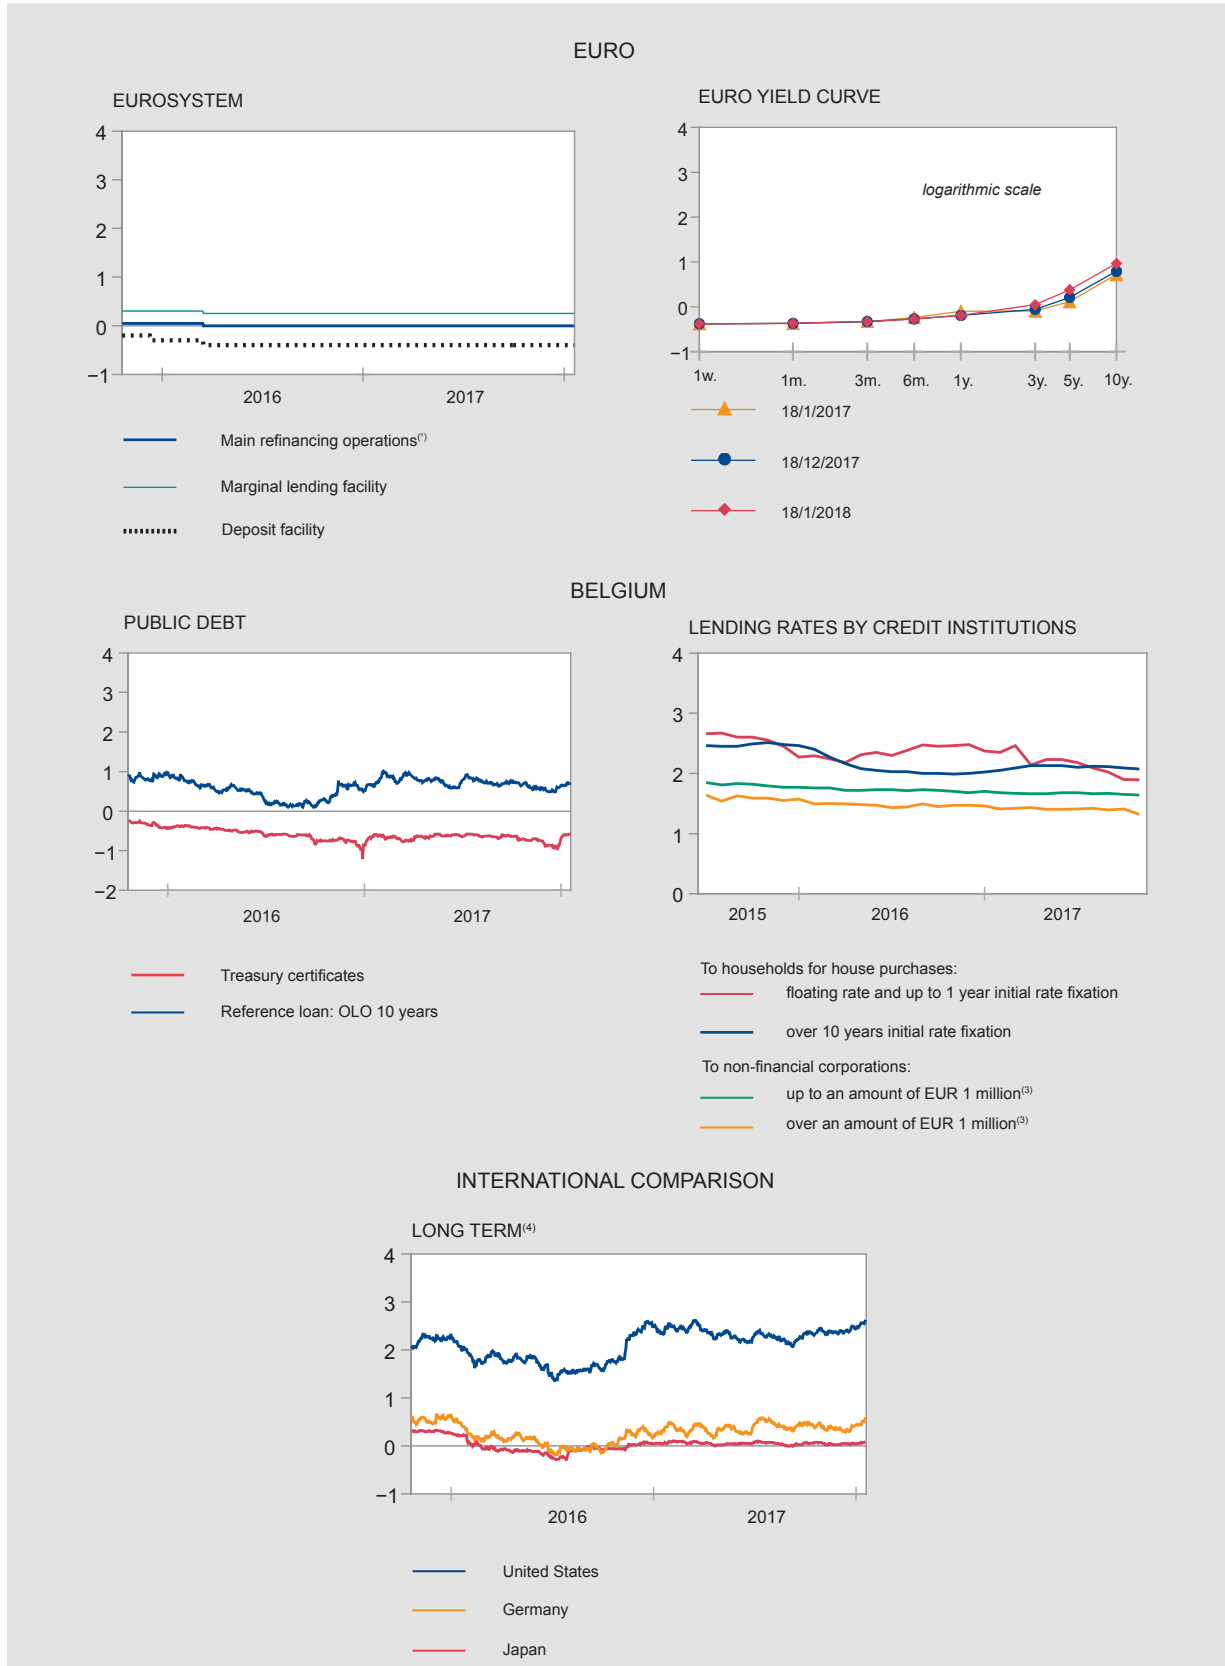 EURO
EUROSYSTEM
4
3
2
1
0
−1
2016
2017
Main refinancing operations(*)
Marginal lending facility
Deposit facility
EURO YIELD CURVE
4
3
2
1
0
−1
logarithmic scale
1w.
1m.
3m.
6m.
1y.
3y.
5y.
10y.
18/1/2017
18/12/2017
18/1/2018
BELGIUM
PUBLIC DEBT
4
3
2
1
0
−1
−2
2016
2017
Treasury certificates
Reference loan: OLO 10 years
LENDING RATES BY CREDIT INSTITUTIONS
4
3
2
1
0
2015
2016
2017
To households for house purchases:
floating rate and up to 1 year initial rate fixation
over 10 years initial rate fixation
To non-financial corporations:
up to an amount of EUR 1 million(3)
over an amount of EUR 1 million(3)
INTERNATIONAL COMPARISON
LONG TERM(4)
4
3
2
1
0
−1
2016
2017
United States
Germany
Japan